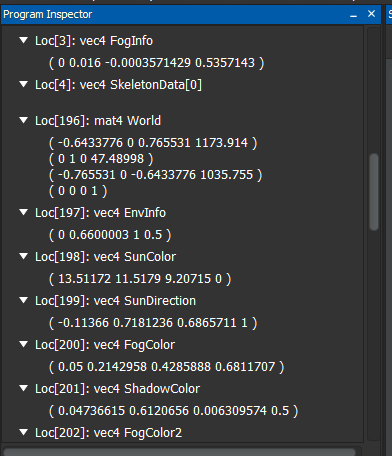 Program Inspector
Loc[3]: vec4 FogInfo
( 0 0.016 -0.0003571429 0.5357143 )
Loc[4]: vec4 SkeletonData[0]
Loc[196]: mat4 World
( -0.6433776 0 0.765531 1173.914 )
( 0 1 0 47.48998 )
( -0.765531 0 -0.6433776 1035.755 )
( 0 0 0 1 )
Loc[197]: vec4 EnvInfo
( 0 0.6600003 1 0.5 )
Loc[198]: vec4 SunColor
( 13.51172 11.5179 9.20715 0 )
Loc[199]: vec4 SunDirection
( -0.11366 0.7181236 0.6865711 1 )
Loc[200]: vec4 FogColor
( 0.05 0.2142958 0.4285888 0.6811707 )
Loc[201]: vec4 ShadowColor
( 0.04736615 0.6120656 0.006309574 0.5 )
Loc[202]: vec4 FogColor2